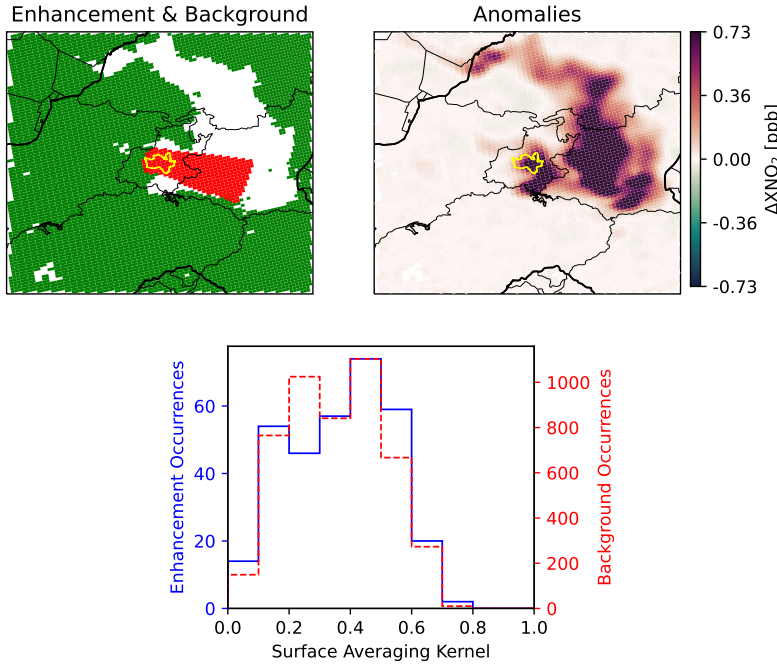 Enhancement & Background
Anomalies
0.73
0.36
0.00
-0.36
-0.73
ΔXNO₂ [ppb]
Enhancement Occurrences
60
40
20
0
1000
800
600
400
200
0
Background Occurrences
0.0 0.2 0.4 0.6 0.8 1.0
Surface Averaging Kernel